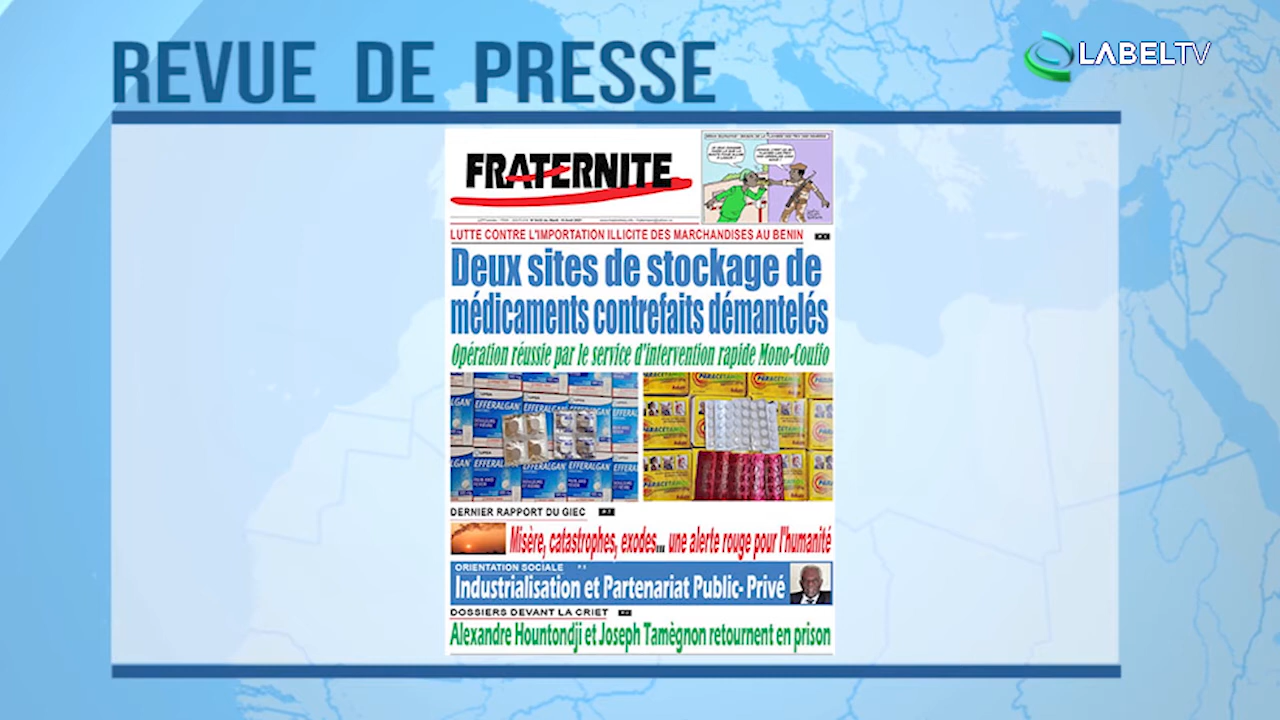 REVUE DE PRESSE
LABEL TV
FRATERNITE
LUTTE CONTRE L'IMPORTATION ILLICITE DES MARCHANDISES AU BENIN
Deux sites de stockage de
médicaments contrefaits démantelés
Opération réussie par le service d'intervention rapide Mono-Couffo
EFFERALGAN
EFFERALGAN
PARACETAMOL
DERNIER RAPPORT DU GIEC
Misère, catastrophes, exodes... une alerte rouge pour l'humanité
ORIENTATION SOCIALE
Industrialisation et Partenariat Public- Privé
DOSSIERS DEVANT LA CRIET
Alexandre Hountondji et Joseph Tamègnon retournent en prison